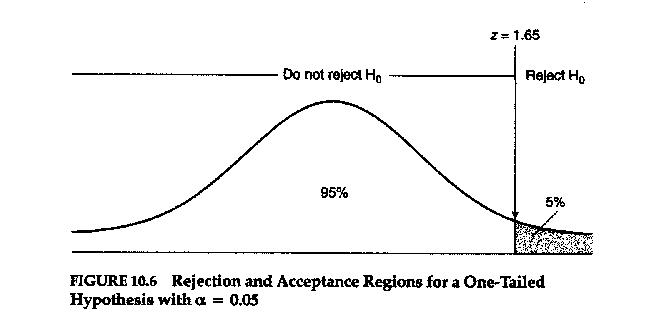 z = 1.65
Do not reject H₀
Reject H₀
95%
5%
FIGURE 10.6 Rejection and Acceptance Regions for a One-Tailed
Hypothesis with α = 0.05